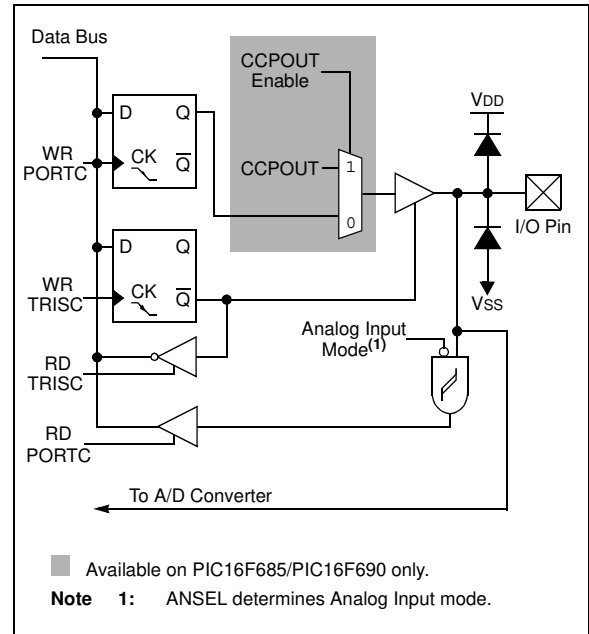 Data Bus
D Q
WR
PORTC
CK Q
CCPOUT
Enable
CCPOUT
1
0
VDD
I/O Pin
VSS
D Q
WR
TRISC
CK Q
RD
TRISC
Analog Input
Mode(1)
RD
PORTC
To A/D Converter
Available on PIC16F685/PIC16F690 only.
Note 1: ANSEL determines Analog Input mode.